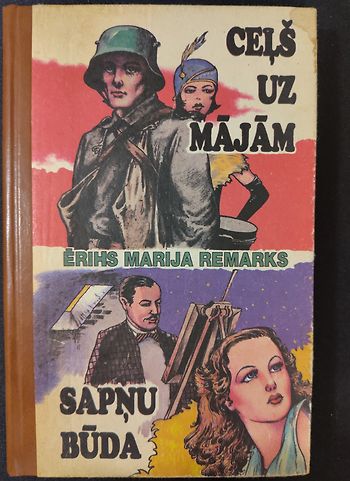 CEĻŠ
UZ
MĀJĀM
ĒRIHS MARIJA REMARKS
SAPŅU
BŪDA